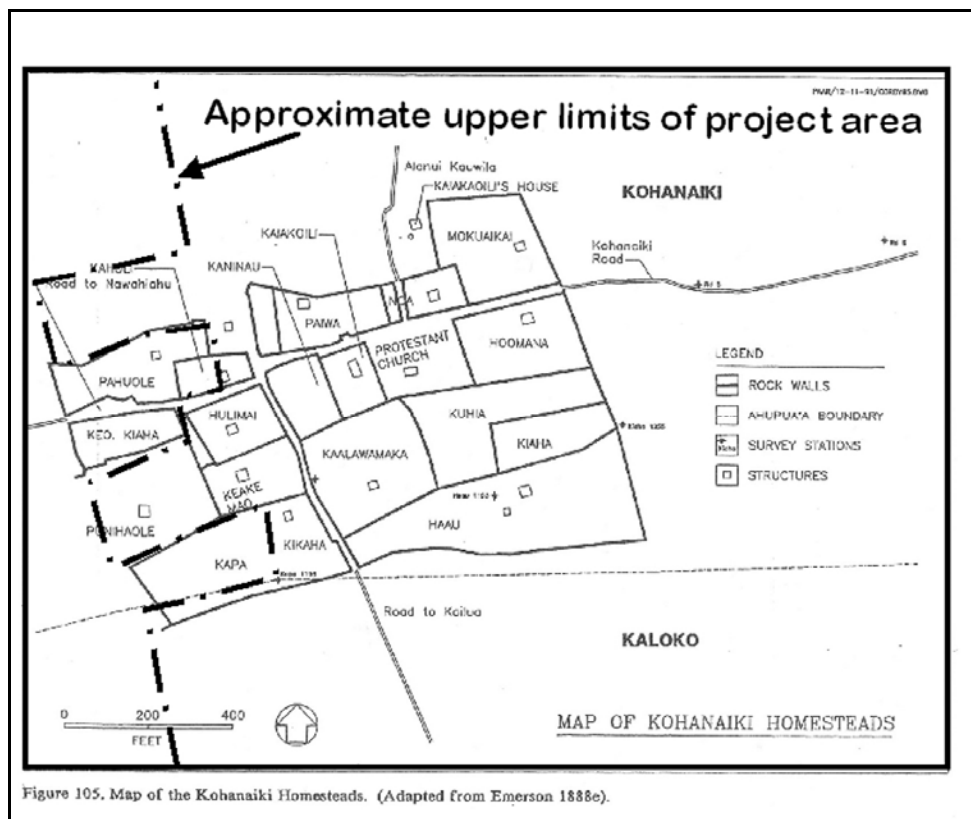 Approximate upper limits of project area
Alanui Kauwila
KAIAKAOILI'S HOUSE
KOHANAIKI
MOKUAIKAI
KAIAKOILI
Kohanaiki
Road
KANINAU
KAHULI
Road to Nawahiahu
PAIWA
NOA
PROTESTANT
CHURCH
HOOMANA
LEGEND
ROCK WALLS
AHUPUA'A BOUNDARY
SURVEY STATIONS
STRUCTURES
PAHUOLE
HULIMAI
KUHIA
KEO. KIAHA
KIAHA
KAALAWAMAKA
KEAKE
MAO
PUNIHAOLE
HAAU
KIKAHA
KAPA
Road to Kailua
KALOKO
0 200 400
FEET
MAP OF KOHANAIKI HOMESTEADS
Figure 105. Map of the Kohanaiki Homesteads. (Adapted from Emerson 1888e).